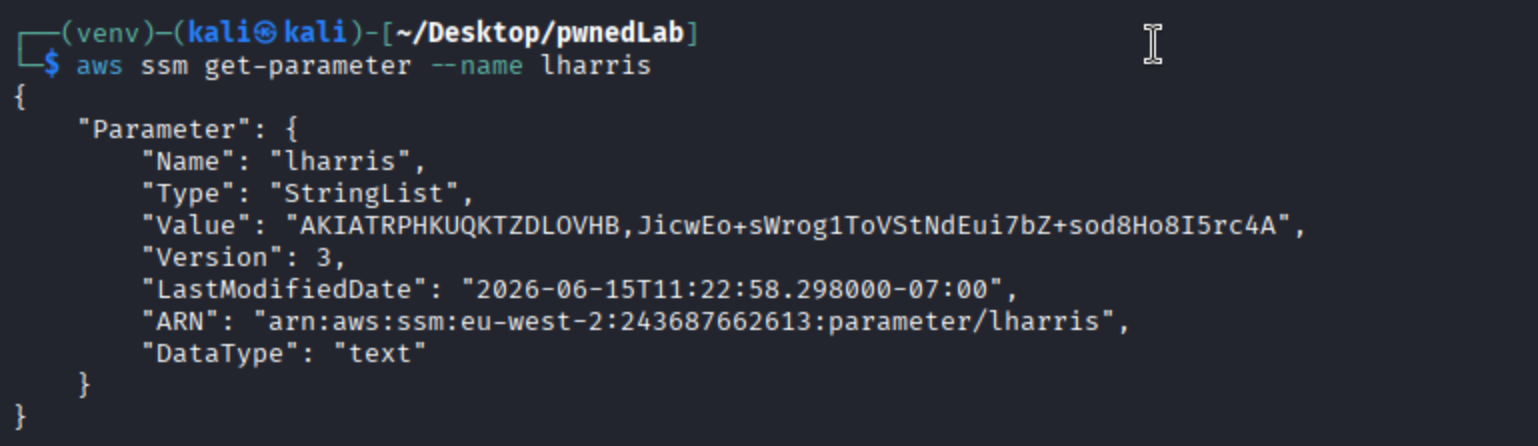 ┌──(venv)─(kali㉿kali)-[~/Desktop/pwnedLab]
└─$ aws ssm get-parameter --name lharris
{
    "Parameter": {
        "Name": "lharris",
        "Type": "StringList",
        "Value": "AKIATRPHKUQKTZDLOVHB,JicwEo+sWrog1ToVStNdEui7bZ+sod8Ho8I5rc4A",
        "Version": 3,
        "LastModifiedDate": "2026-06-15T11:22:58.298000-07:00",
        "ARN": "arn:aws:ssm:eu-west-2:243687662613:parameter/lharris",
        "DataType": "text"
    }
}